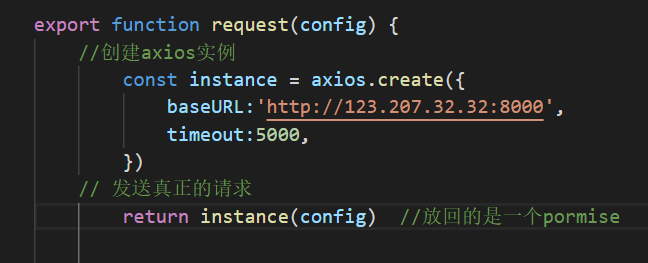 export function request(config) {
//创建axios实例
const instance = axios.create({
baseURL:'http://123.207.32.32:8000',
timeout:5000,
})
// 发送真正的请求
return instance(config)  //放回的是一个pormise